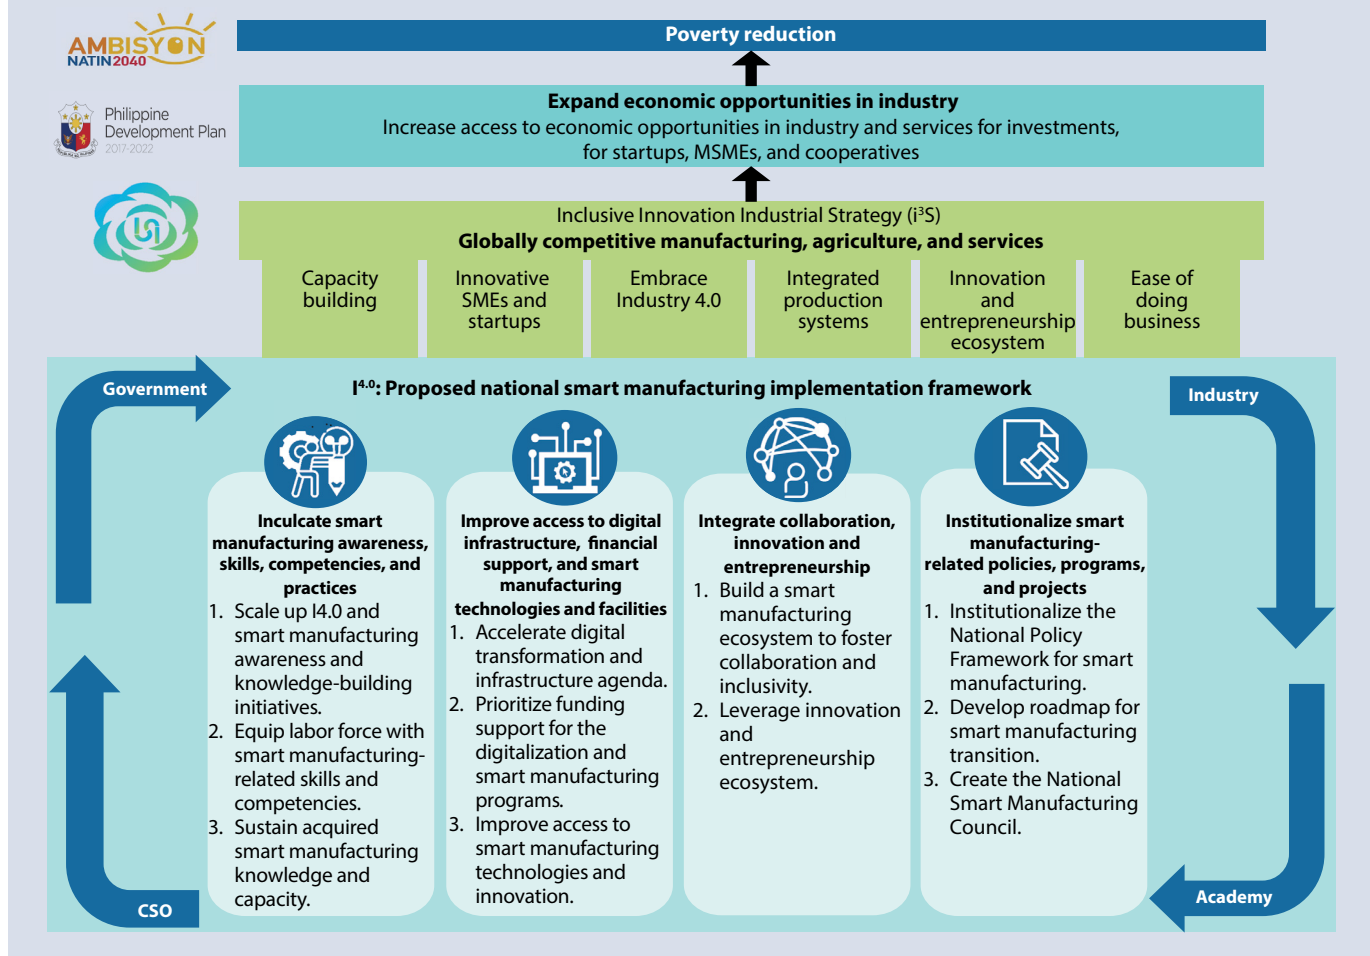 AMBISYON
NATIN 2040
Poverty reduction
Philippine
Development Plan
2017-2022
Expand economic opportunities in industry
Increase access to economic opportunities in industry and services for investments,
for startups, MSMEs, and cooperatives
Inclusive Innovation Industrial Strategy (i³S)
Globally competitive manufacturing, agriculture, and services
Capacity
building
Innovative
SMEs and
startups
Embrace
Industry 4.0
Integrated
production
systems
Innovation
and
entrepreneurship
ecosystem
Ease of
doing
business
Government
I⁴·⁰: Proposed national smart manufacturing implementation framework
Industry
Inculcate smart
manufacturing awareness,
skills, competencies, and
practices
1. Scale up I4.0 and
smart manufacturing
awareness and
knowledge-building
initiatives.
2. Equip labor force with
smart manufacturing-
related skills and
competencies.
3. Sustain acquired
smart manufacturing
knowledge and
capacity.
Improve access to digital
infrastructure, financial
support, and smart
manufacturing
technologies and facilities
1. Accelerate digital
transformation and
infrastructure agenda.
2. Prioritize funding
support for the
digitalization and
smart manufacturing
programs.
3. Improve access to
smart manufacturing
technologies and
innovation.
Integrate collaboration,
innovation and
entrepreneurship
1. Build a smart
manufacturing
ecosystem to foster
collaboration and
inclusivity.
2. Leverage innovation
and
entrepreneurship
ecosystem.
Institutionalize smart
manufacturing-
related policies, programs,
and projects
1. Institutionalize the
National Policy
Framework for smart
manufacturing.
2. Develop roadmap for
smart manufacturing
transition.
3. Create the National
Smart Manufacturing
Council.
CSO
Academy